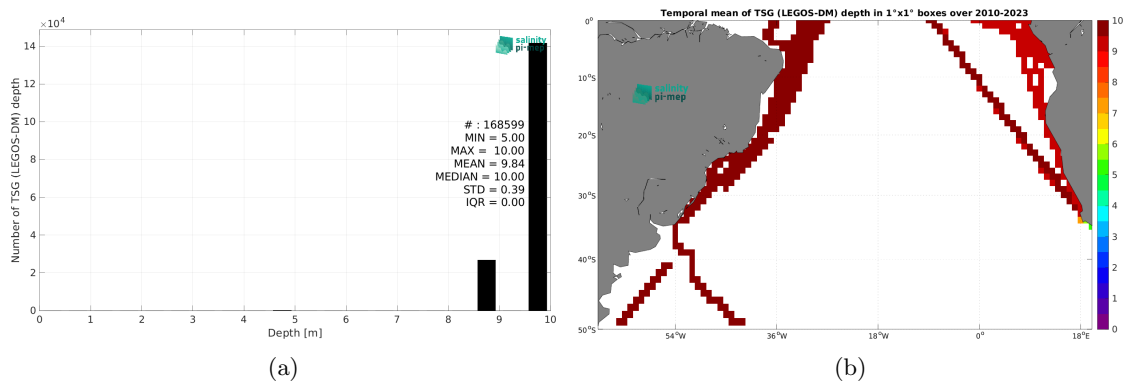 ×10⁴
14
12
10
8
6
4
2
0
Number of TSG (LEGOS-DM) depth
salinity
pi-mep
# : 168599
MIN = 5.00
MAX = 10.00
MEAN = 9.84
MEDIAN = 10.00
STD = 0.39
IQR = 0.00
0 1 2 3 4 5 6 7 8 9 10
Depth [m]
(a)
Temporal mean of TSG (LEGOS-DM) depth in 1°x1° boxes over 2010-2023
0°
10°S
20°S
30°S
40°S
50°S
salinity
pi-mep
54°W 36°W 18°W 0° 18°E
10
9
8
7
6
5
4
3
2
1
0
(b)